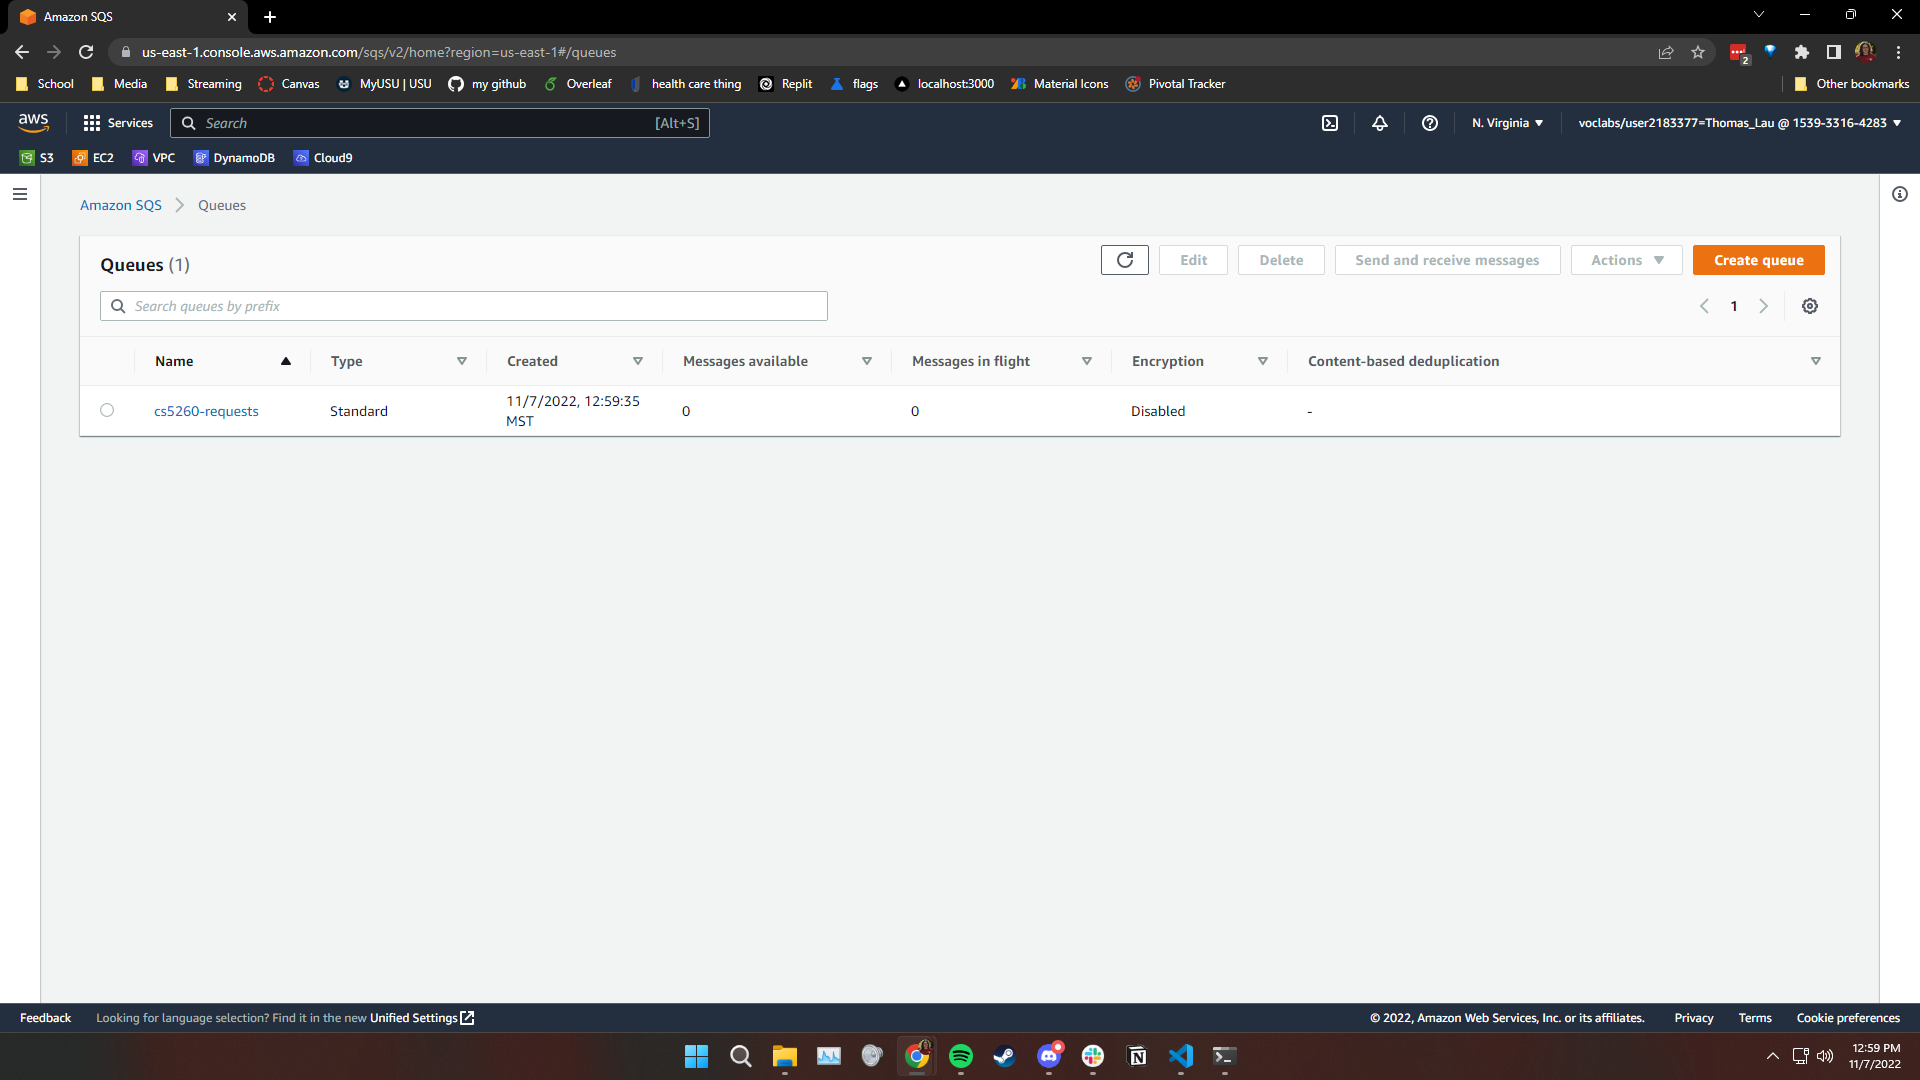 Amazon SQS
us-east-1.console.aws.amazon.com/sqs/v2/home?region=us-east-1#/queues
2
School Media Streaming Canvas MyUSU | USU my github Overleaf health care thing Replit flags localhost:3000 Material Icons Pivotal Tracker Other bookmarks
aws Services Search [Alt+S] N. Virginia voclabs/user2183377=Thomas_Lau @ 1539-3316-4283
S3 EC2 VPC DynamoDB Cloud9
Amazon SQS Queues
Queues (1) Edit Delete Send and receive messages Actions Create queue
Search queues by prefix 1
Name Type Created Messages available Messages in flight Encryption Content-based deduplication
cs5260-requests Standard 11/7/2022, 12:59:35 MST 0 0 Disabled -
Feedback Looking for language selection? Find it in the new Unified Settings © 2022, Amazon Web Services, Inc. or its affiliates. Privacy Terms Cookie preferences
12:59 PM
11/7/2022